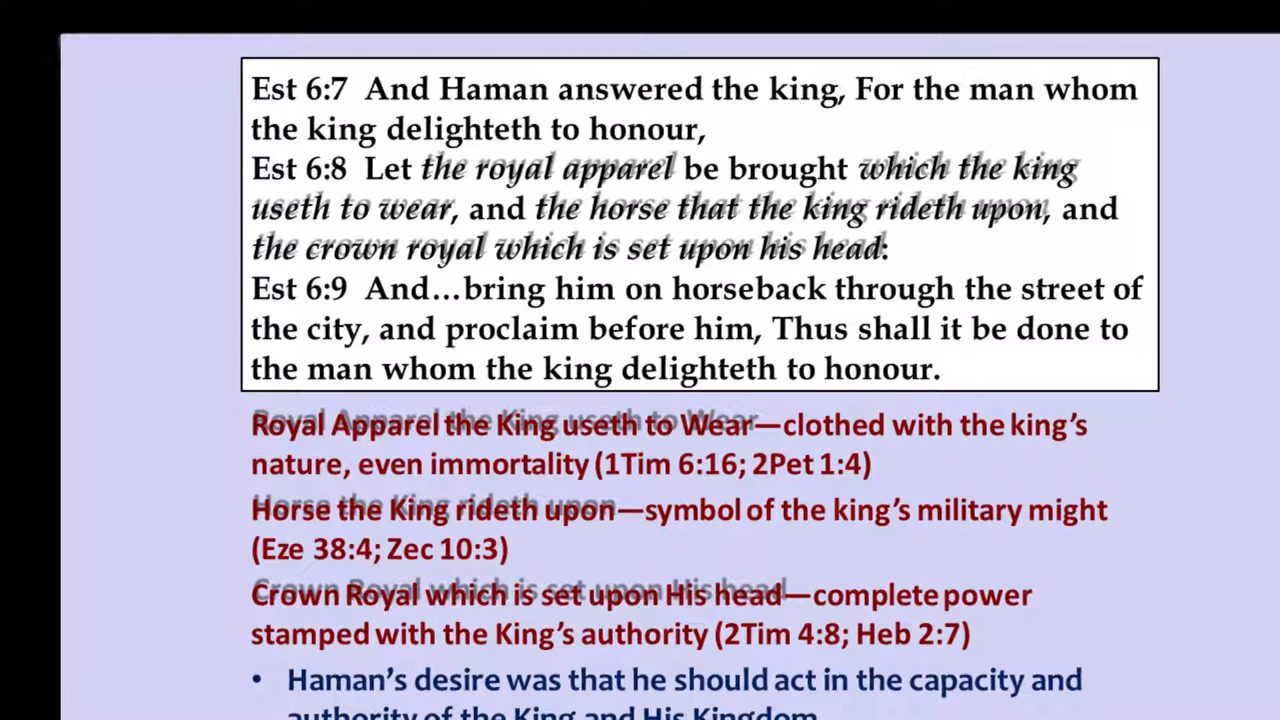 Est 6:7 And Haman answered the king, For the man whom
the king delighteth to honour,
Est 6:8 Let the royal apparel be brought which the king
useth to wear, and the horse that the king rideth upon, and
the crown royal which is set upon his head:
Est 6:9 And…bring him on horseback through the street of
the city, and proclaim before him, Thus shall it be done to
the man whom the king delighteth to honour.
Royal Apparel the King useth to Wear—clothed with the king's
nature, even immortality (1Tim 6:16; 2Pet 1:4)
Horse the King rideth upon—symbol of the king's military might
(Eze 38:4; Zec 10:3)
Crown Royal which is set upon His head—complete power
stamped with the King's authority (2Tim 4:8; Heb 2:7)
• Haman's desire was that he should act in the capacity and
authority of the King and His Kingdom